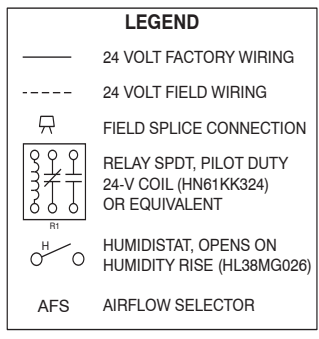 LEGEND
24 VOLT FACTORY WIRING
24 VOLT FIELD WIRING
FIELD SPLICE CONNECTION
RELAY SPDT, PILOT DUTY
24-V COIL (HN61KK324)
OR EQUIVALENT
R1
H
HUMIDISTAT, OPENS ON
HUMIDITY RISE (HL38MG026)
AFS AIRFLOW SELECTOR